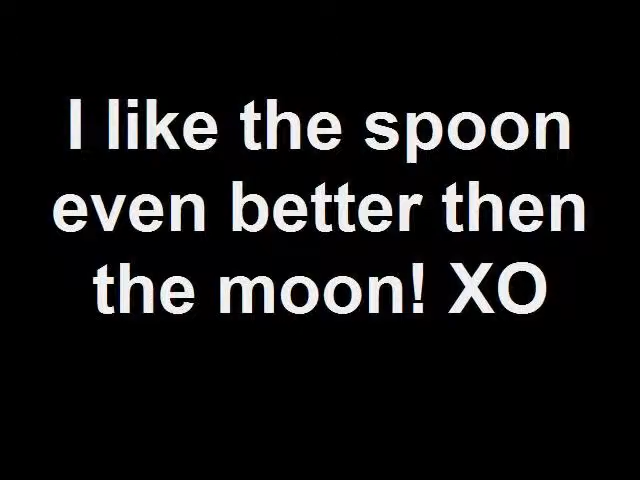 I like the spoon
even better then
the moon! XO